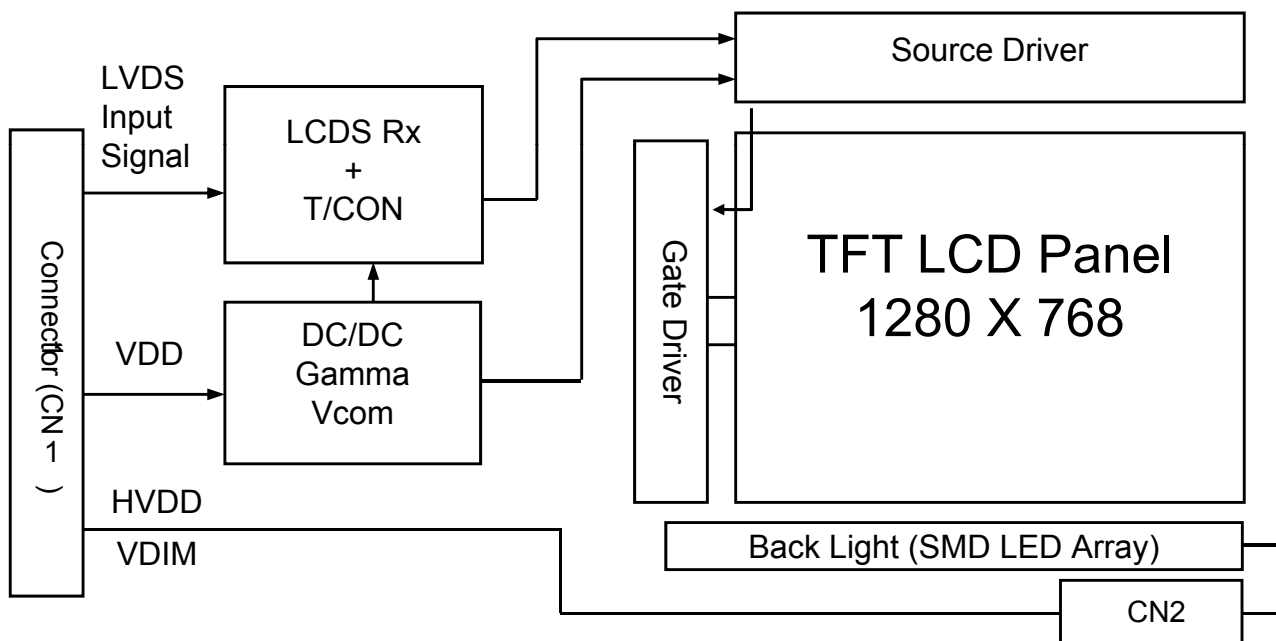 Source Driver
LVDS
Input
Signal
LCDS Rx
+
T/CON
Connector (CN1)
Gate Driver
TFT LCD Panel
1280 X 768
VDD
DC/DC
Gamma
Vcom
HVDD
VDIM
Back Light (SMD LED Array)
CN2